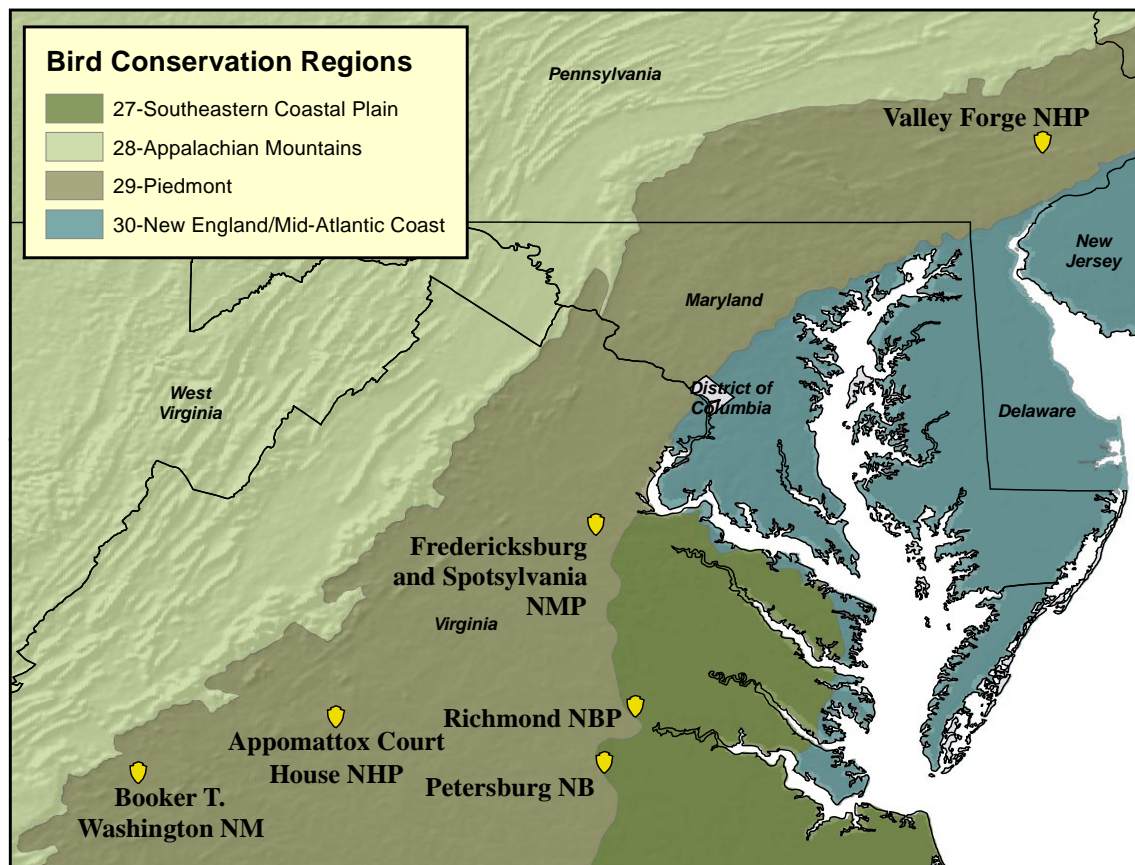 Bird Conservation Regions
27-Southeastern Coastal Plain
28-Appalachian Mountains
29-Piedmont
30-New England/Mid-Atlantic Coast
Pennsylvania
Valley Forge NHP
New
Jersey
Maryland
West
Virginia
District of
Columbia
Delaware
Fredericksburg
and Spotsylvania
NMP
Virginia
Richmond NBP
Appomattox Court
House NHP
Petersburg NB
Booker T.
Washington NM